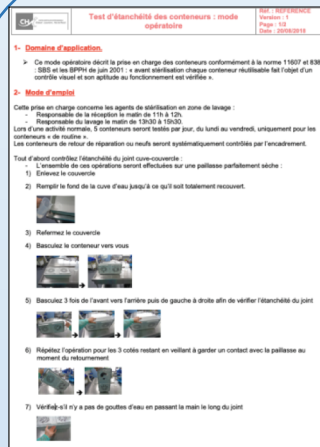 Test d'étanchéité des conteneurs : mode
opératoire
Réf. : REFERENCE
Version : 1
Page : 1/2
Date : 20/09/2018
1- Domaine d'application.
➢ Ce mode opératoire décrit la prise en charge des conteneurs conformément à la norme 11607 et 838
: SBS et les BPPH de juin 2001 : « avant stérilisation chaque conteneur réutilisable fait l'objet d'un
contrôle visuel et son aptitude au fonctionnement est vérifiée ».
2- Mode d'emploi
Cette prise en charge concerne les agents de stérilisation en zone de lavage :
- Responsable de la réception le matin de 11h à 12h.
- Responsable du lavage le matin de 13h30 à 15h30.
Lors d'une activité normale, 5 conteneurs seront testés par jour, du lundi au vendredi, uniquement pour les
conteneurs « de routine ».
Les conteneurs de retour de réparation ou neufs seront systématiquement contrôlés par l'encadrement.
Tout d'abord contrôlez l'étanchéité du joint cuve-couvercle :
- L'ensemble de ces opérations seront effectuées sur une paillasse parfaitement sèche :
1) Enlevez le couvercle
2) Remplir le fond de la cuve d'eau jusqu'à ce qu'il soit totalement recouvert.
3) Refermez le couvercle
4) Basculez le conteneur vers vous
5) Basculez 3 fois de l'avant vers l'arrière puis de gauche à droite afin de vérifier l'étanchéité du joint
6) Répétez l'opération pour les 3 cotés restant en veillant à garder un contact avec la paillasse au
moment du retournement
7) Vérifiez-s'il n'y a pas de gouttes d'eau en passant la main le long du joint